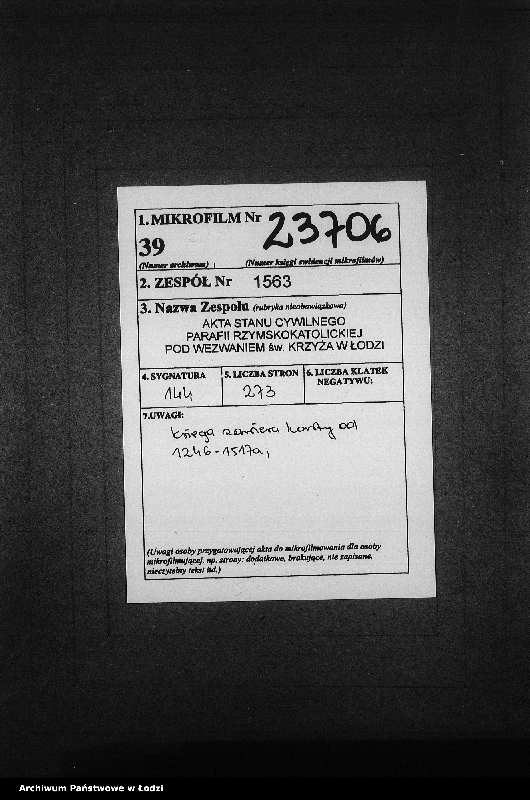 1. MIKROFILM Nr 23706
39
(Numer archiwum) (Numer księgi ewidencji mikrofilmów)
2. ZESPÓŁ Nr 1563
3. Nazwa Zespołu (rubryka nieobowiązkowa)
AKTA STANU CYWILNEGO
PARAFII RZYMSKOKATOLICKIEJ
POD WEZWANIEM św. KRZYŻA W ŁODZI
4. SYGNATURA 5. LICZBA STRON 6. LICZBA KLATEK
NEGATYWU:
144 273
7.UWAGI:
księga zawiera karty od
1246-1517a,
(Uwagi osoby przygotowującej akta do mikrofilmowania dla osoby
mikrofilmującej, np. strony: dodatkowe, brakujące, nie zapisane,
nieczytelny tekst itd.)
Archiwum Państwowe w Łodzi